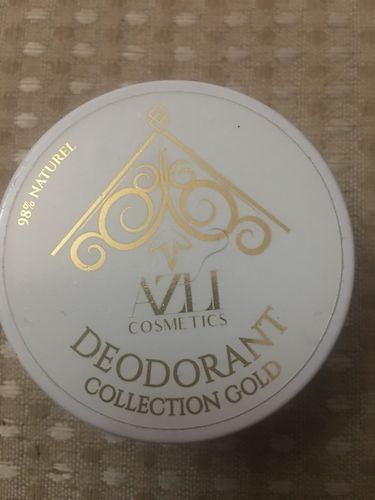 98% NATUREL
AZLI
COSMETICS
DEODORANT
COLLECTION GOLD